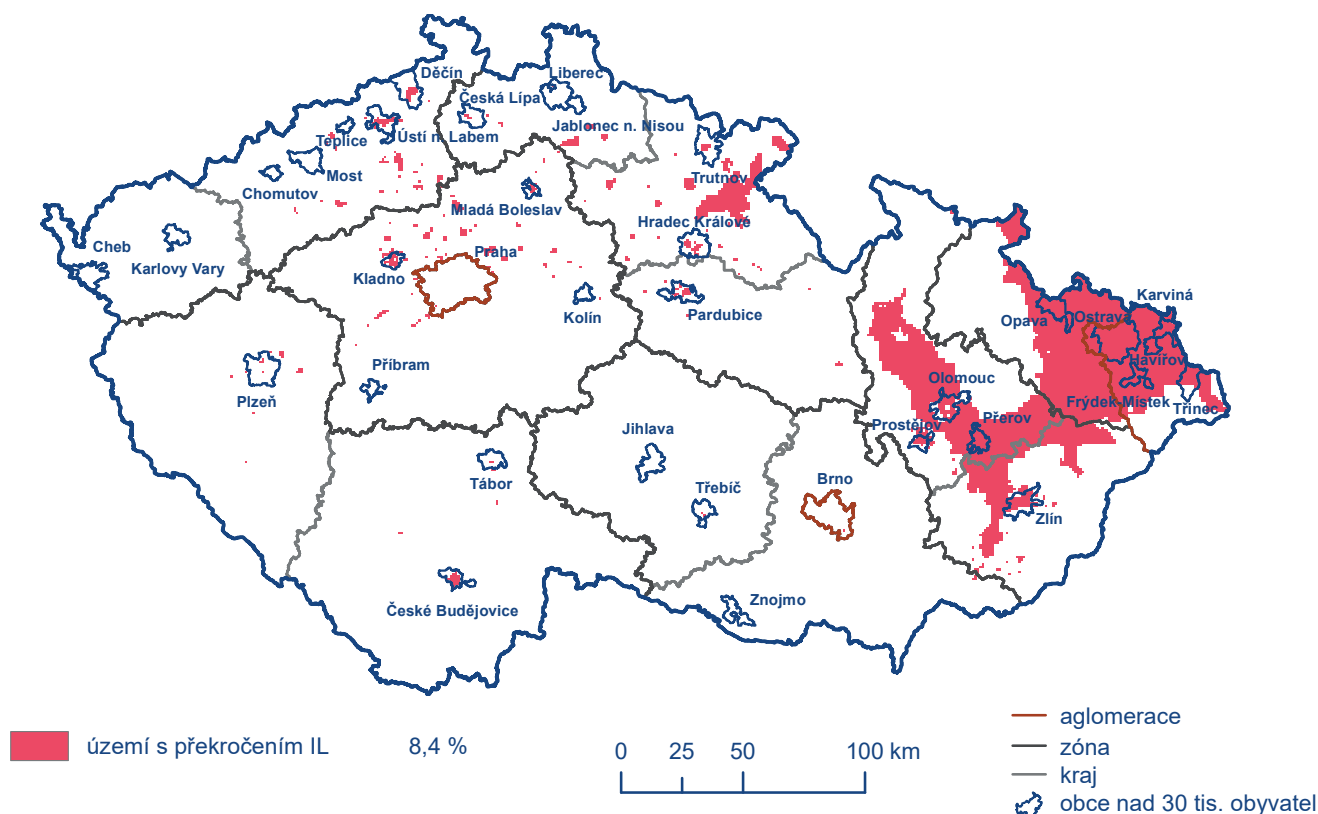 Děčín
Liberec
Česká Lípa
Jablonec n. Nisou
Teplice
Ústí n. Labem
Most
Chomutov
Trutnov
Mladá Boleslav
Hradec Králové
Cheb
Karlovy Vary
Praha
Kladno
Kolín
Pardubice
Karviná
Opava
Ostrava
Havířov
Příbram
Plzeň
Olomouc
Frýdek-Místek
Třinec
Prostějov
Přerov
Jihlava
Tábor
Třebíč
Brno
Zlín
České Budějovice
Znojmo
území s překročením IL 8,4 %
0 25 50 100 km
aglomerace
zóna
kraj
obce nad 30 tis. obyvatel